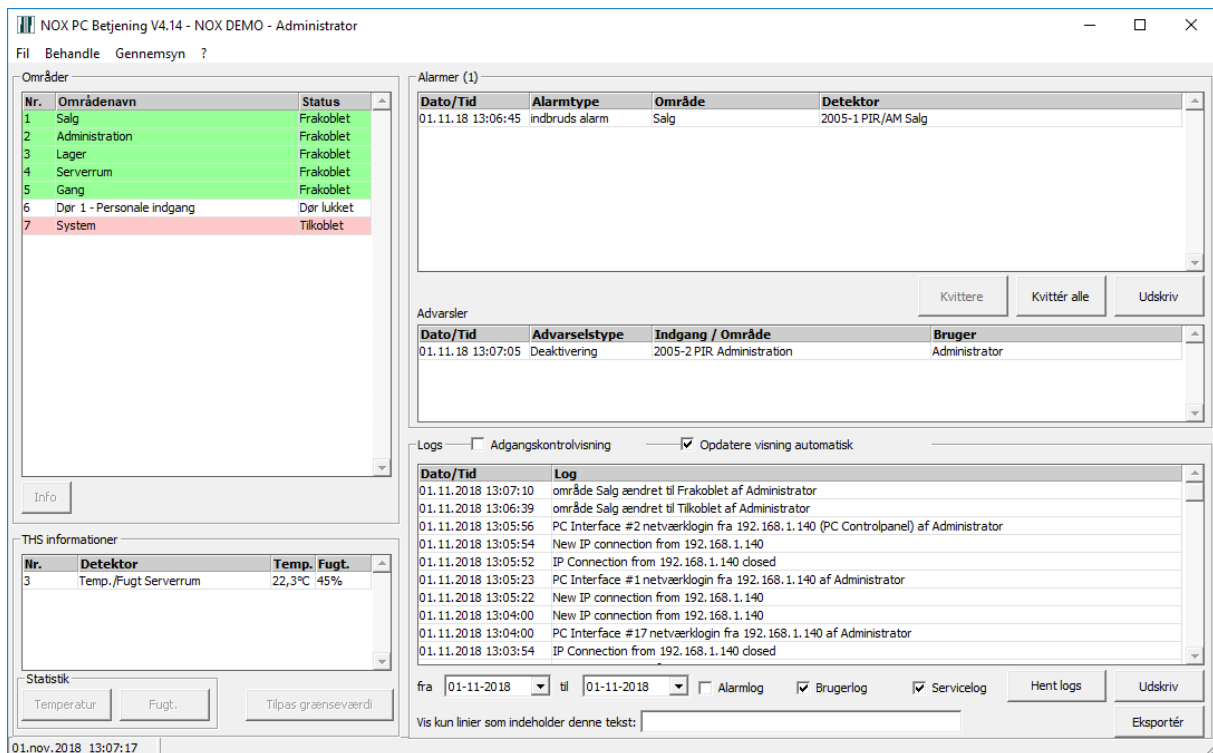 NOX PC Betjening V4.14 - NOX DEMO - Administrator
Fil Behandle Gennemsyn ?
Områder
Nr. Områdenavn Status
1 Salg Frakoblet
2 Administration Frakoblet
3 Lager Frakoblet
4 Serverrum Frakoblet
5 Gang Frakoblet
6 Dør 1 - Personale indgang Dør lukket
7 System Tilkoblet
Info
THS informationer
Nr. Detektor Temp. Fugt.
3 Temp./Fugt Serverrum 22,3°C 45%
Statistik
Temperatur Fugt. Tilpas grænseværdi
Alarmer (1)
Dato/Tid Alarmtype Område Detektor
01.11.18 13:06:45 indbruds alarm Salg 2005-1 PIR/AM Salg
Kvittere Kvittér alle Udskriv
Advarsler
Dato/Tid Advarselstype Indgang / Område Bruger
01.11.18 13:07:05 Deaktivering 2005-2 PIR Administration Administrator
Logs Adgangskontrolvisning Opdatere visning automatisk
Dato/Tid Log
01.11.2018 13:07:10 område Salg ændret til Frakoblet af Administrator
01.11.2018 13:06:39 område Salg ændret til Tilkoblet af Administrator
01.11.2018 13:05:56 PC Interface #2 netværklogin fra 192.168.1.140 (PC Controlpanel) af Administrator
01.11.2018 13:05:54 New IP connection from 192.168.1.140
01.11.2018 13:05:52 IP Connection from 192.168.1.140 closed
01.11.2018 13:05:23 PC Interface #1 netværklogin fra 192.168.1.140 af Administrator
01.11.2018 13:05:22 New IP connection from 192.168.1.140
01.11.2018 13:04:00 New IP connection from 192.168.1.140
01.11.2018 13:04:00 PC Interface #17 netværklogin fra 192.168.1.140 af Administrator
01.11.2018 13:03:54 IP Connection from 192.168.1.140 closed
fra 01-11-2018 til 01-11-2018 Alarmlog Brugerlog Servicelog Hent logs Udskriv
Vis kun linier som indeholder denne tekst: Eksportér
01.nov.2018 13:07:17